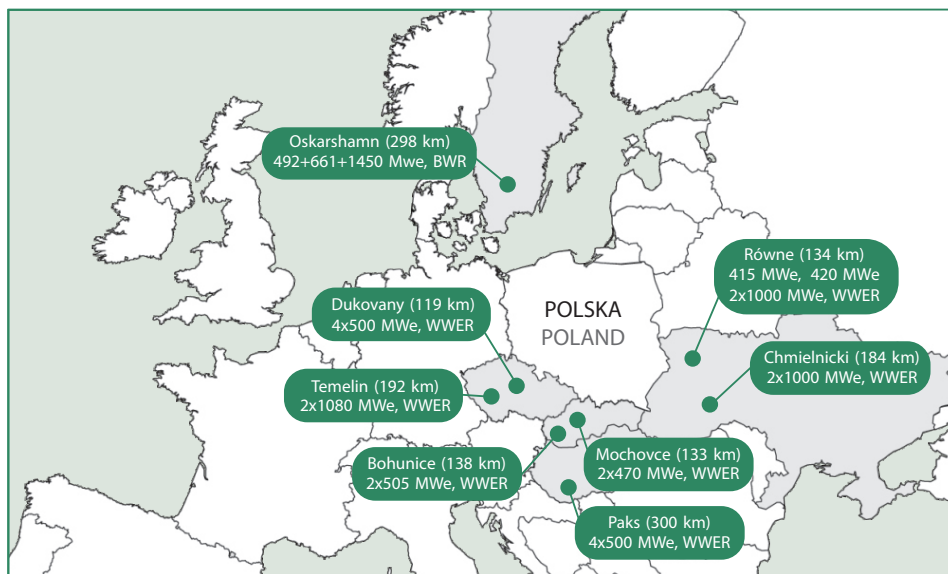 Oskarshamn (298 km)
492+661+1450 Mwe, BWR
Równe (134 km)
415 MWe, 420 MWe
2x1000 MWe, WWER
Dukovany (119 km)
4x500 MWe, WWER
POLSKA
POLAND
Chmielnicki (184 km)
2x1000 MWe, WWER
Temelin (192 km)
2x1080 MWe, WWER
Bohunice (138 km)
2x505 MWe, WWER
Mochovce (133 km)
2x470 MWe, WWER
Paks (300 km)
4x500 MWe, WWER